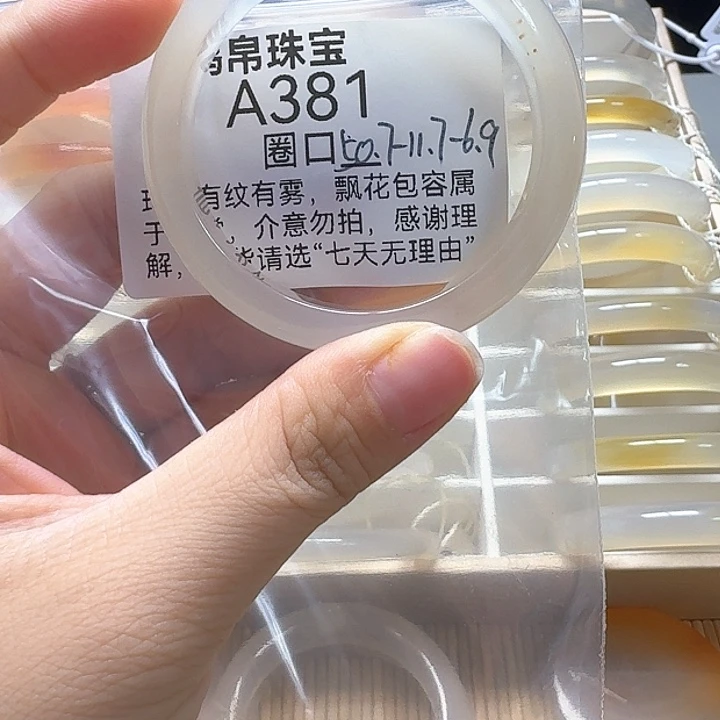 帛珠宝
A381
圈口50.7-11.7-6.9
有纹有雾，飘花包容属
于 介意勿拍，感谢理
解， 请选“七天无理由”